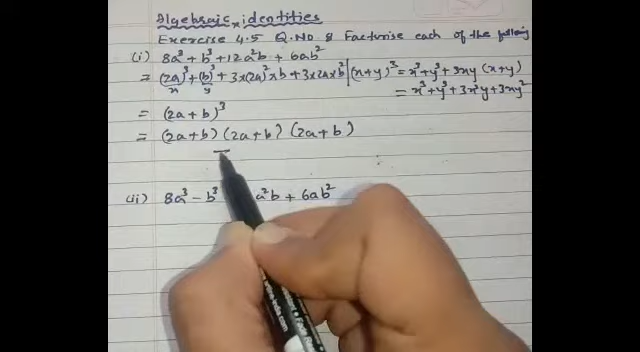 Algebraic identities
Exercise 4.5 Q.No 8 Factorise each of the following
(i) 8a³ + b³ + 12a²b + 6ab²
= (2a)³ + (b)³ + 3×(2a)²×b + 3×2a×b² | (x+y)³ = x³+y³+3xy(x+y)
x y = x³+y³+3x²y+3xy²
= (2a+b)³
= (2a+b) (2a+b) (2a+b)
(ii) 8a³ - b³ a²b + 6ab²